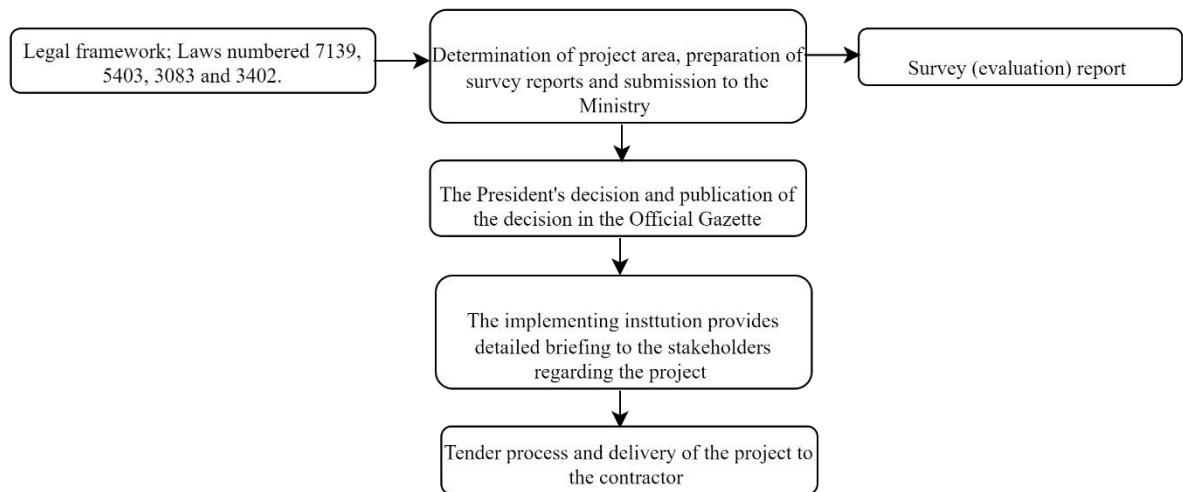 Legal framework; Laws numbered 7139,
5403, 3083 and 3402.
Determination of project area, preparation of
survey reports and submission to the
Ministry
Survey (evaluation) report
The President's decision and publication of
the decision in the Official Gazette
The implementing insttution provides
detailed briefing to the stakeholders
regarding the project
Tender process and delivery of the project to
the contractor